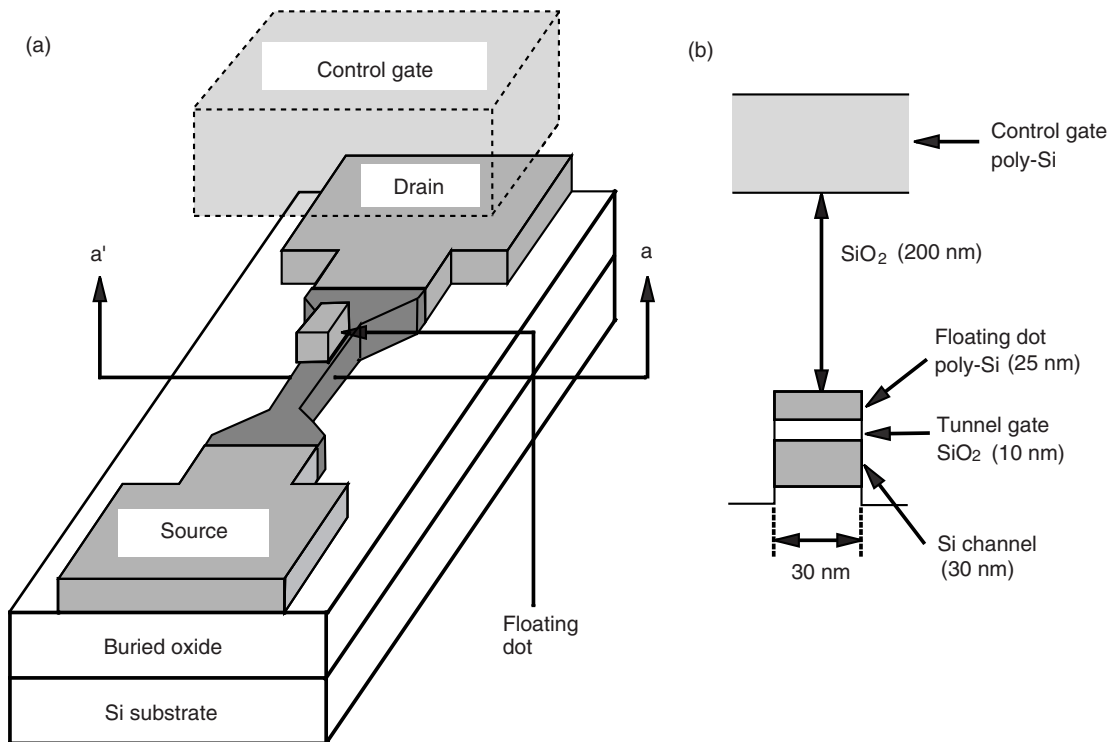 (a)
Control gate
Drain
a'
a
Source
Floating
dot
Buried oxide
Si substrate
(b)
Control gate
poly-Si
SiO₂ (200 nm)
Floating dot
poly-Si (25 nm)
Tunnel gate
SiO₂ (10 nm)
Si channel
(30 nm)
30 nm